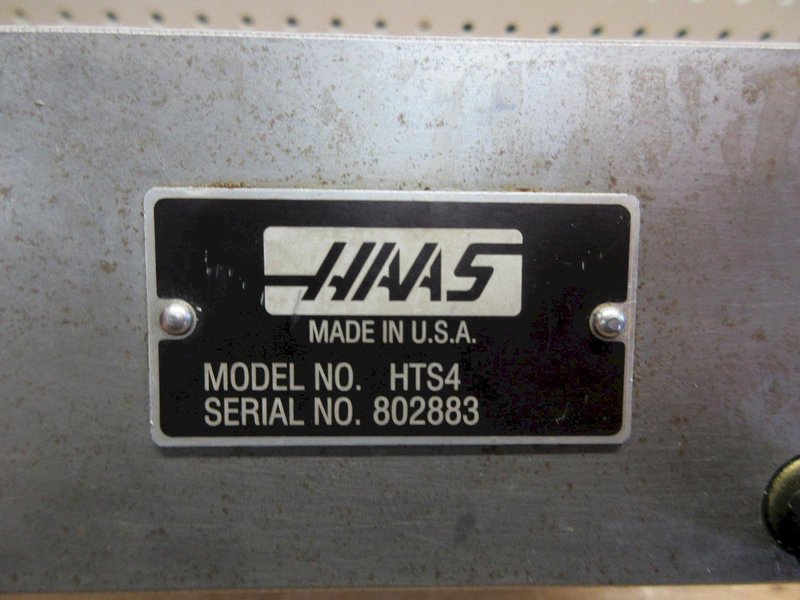 HAAS
MADE IN U.S.A.
MODEL NO. HTS4
SERIAL NO. 802883